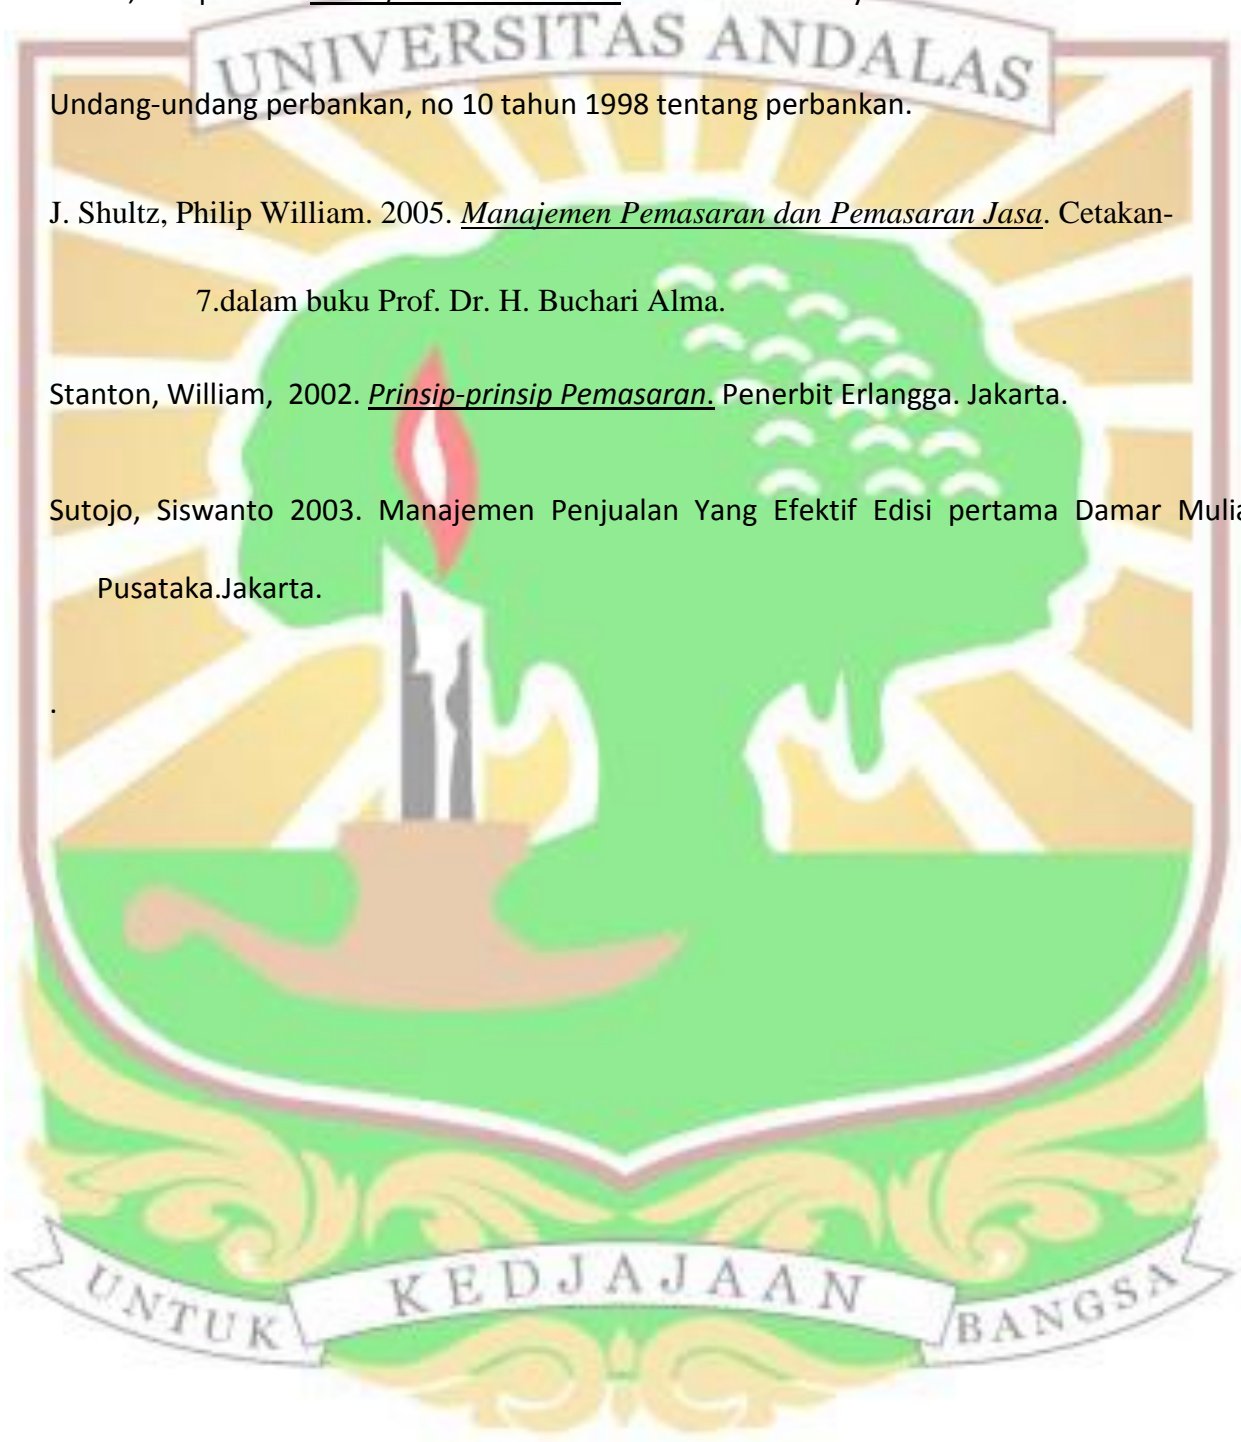 UNIVERSITAS ANDALAS
Undang-undang perbankan, no 10 tahun 1998 tentang perbankan.
J. Shultz, Philip William. 2005. Manajemen Pemasaran dan Pemasaran Jasa. Cetakan-
7.dalam buku Prof. Dr. H. Buchari Alma.
Stanton, William, 2002. Prinsip-prinsip Pemasaran. Penerbit Erlangga. Jakarta.
Sutojo, Siswanto 2003. Manajemen Penjualan Yang Efektif Edisi pertama Damar Mulia
Pusataka.Jakarta.
.
UNTUK KEDJAJAAN BANGSA